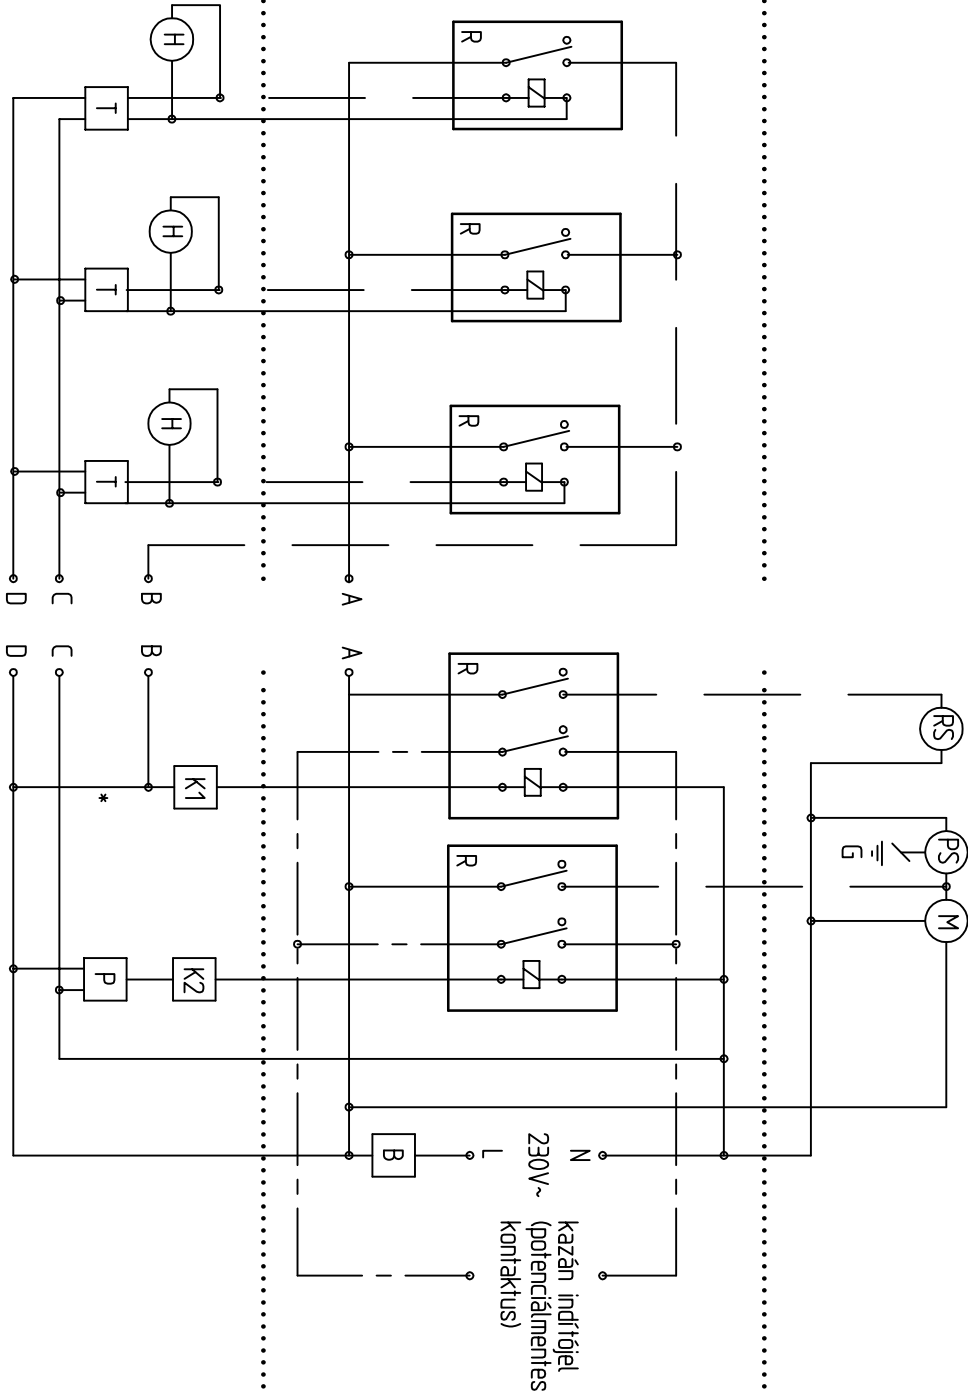 H
R
T
H
R
T
H
R
T
D
C
B
A
D
C
B
A
R
RS
K1
*
PS
G
M
R
P
K2
B
L
230V~
N
kazán indítójel
(potenciálmentes
kontaktus)